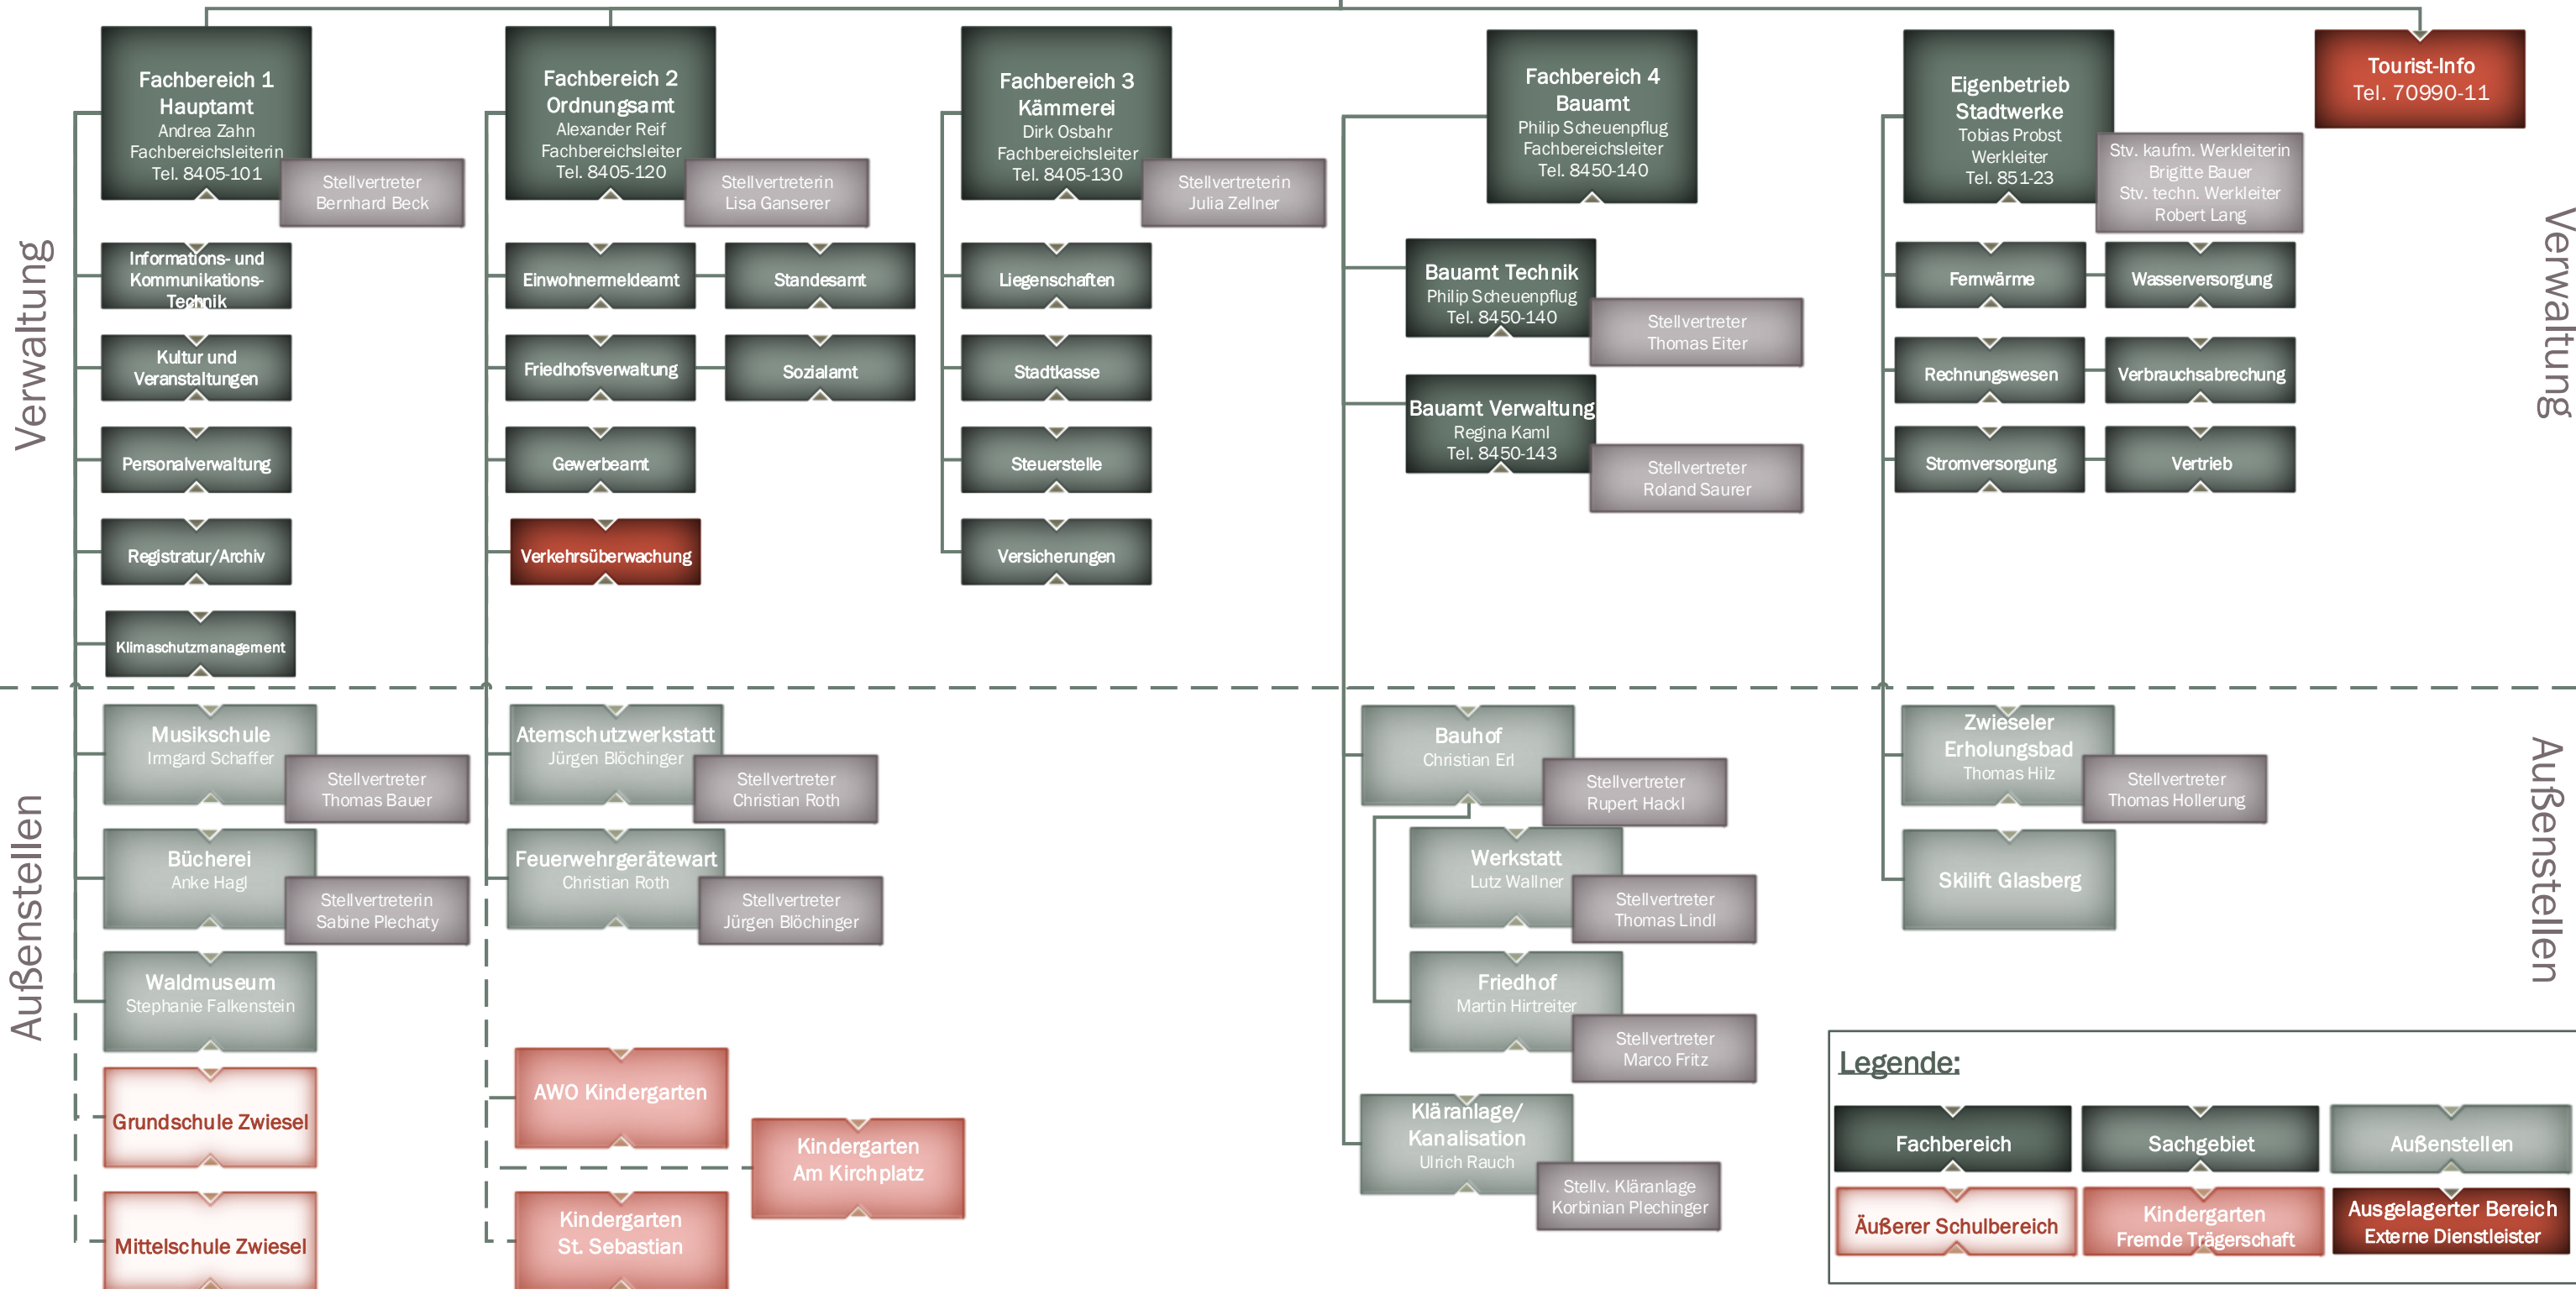 Verwaltung
Außenstellen
Fachbereich 1
Hauptamt
Andrea Zahn
Fachbereichsleiterin
Tel. 8405-101
Stellvertreter
Bernhard Beck
Informations- und
Kommunikations-
Technik
Kultur und
Veranstaltungen
Personalverwaltung
Registratur/Archiv
Klimaschutzmanagement
Musikschule
Irmgard Schaffer
Stellvertreter
Thomas Bauer
Bücherei
Anke Hagl
Stellvertreterin
Sabine Plechaty
Waldmuseum
Stephanie Falkenstein
Grundschule Zwiesel
Mittelschule Zwiesel
Fachbereich 2
Ordnungsamt
Alexander Reif
Fachbereichsleiter
Tel. 8405-120
Stellvertreterin
Lisa Ganserer
Einwohnermeldeamt
Standesamt
Friedhofsverwaltung
Sozialamt
Gewerbeamt
Verkehrsüberwachung
Atemschutzwerkstatt
Jürgen Blöchinger
Stellvertreter
Christian Roth
Feuerwehrgerätewart
Christian Roth
Stellvertreter
Jürgen Blöchinger
AWO Kindergarten
Kindergarten
Am Kirchplatz
Kindergarten
St. Sebastian
Fachbereich 3
Kämmerei
Dirk Osbahr
Fachbereichsleiter
Tel. 8405-130
Stellvertreterin
Julia Zellner
Liegenschaften
Stadtkasse
Steuerstelle
Versicherungen
Fachbereich 4
Bauamt
Philip Scheuenpflug
Fachbereichsleiter
Tel. 8450-140
Bauamt Technik
Philip Scheuenpflug
Tel. 8450-140
Stellvertreter
Thomas Eiter
Bauamt Verwaltung
Regina Kaml
Tel. 8450-143
Stellvertreter
Roland Saurer
Bauhof
Christian Erl
Stellvertreter
Rupert Hackl
Werkstatt
Lutz Wallner
Stellvertreter
Thomas Lindl
Friedhof
Martin Hirtreiter
Stellvertreter
Marco Fritz
Kläranlage/
Kanalisation
Ulrich Rauch
Stellv. Kläranlage
Korbinian Plechinger
Eigenbetrieb
Stadtwerke
Tobias Probst
Werkleiter
Tel. 851-23
Stv. kaufm. Werkleiterin
Brigitte Bauer
Stv. techn. Werkleiter
Robert Lang
Fernwärme
Wasserversorgung
Rechnungswesen
Verbrauchsabrechung
Stromversorgung
Vertrieb
Zwieseler
Erholungsbad
Thomas Hilz
Stellvertreter
Thomas Hollerung
Skilift Glasberg
Tourist-Info
Tel. 70990-11
Verwaltung
Außenstellen
Legende:
Fachbereich
Sachgebiet
Außenstellen
Äußerer Schulbereich
Kindergarten
Fremde Trägerschaft
Ausgelagerter Bereich
Externe Dienstleister